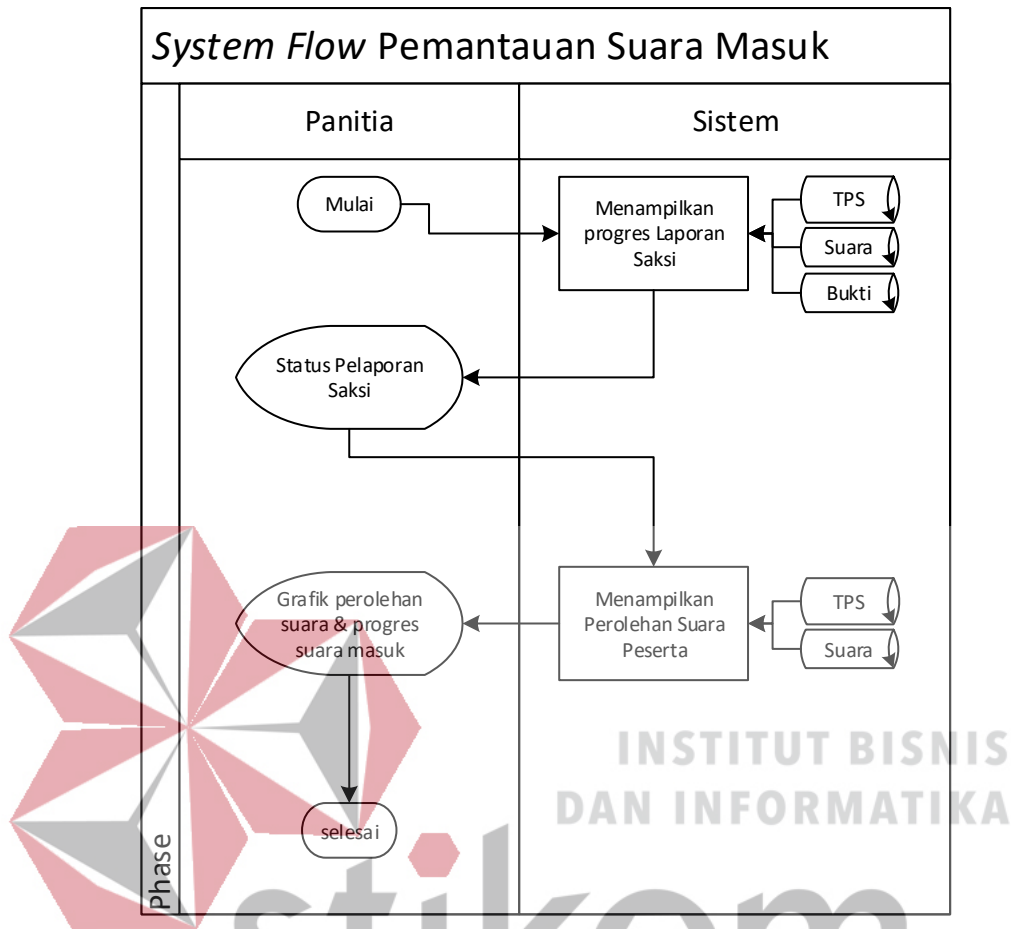 System Flow Pemantauan Suara Masuk
Panitia
Sistem
Mulai
Menampilkan
progres Laporan
Saksi
TPS
Suara
Bukti
Status Pelaporan
Saksi
Grafik perolehan
suara & progres
suara masuk
Menampilkan
Perolehan Suara
Peserta
TPS
Suara
INSTITUT BISNIS
DAN INFORMATIKA
selesai
Phase
stikom